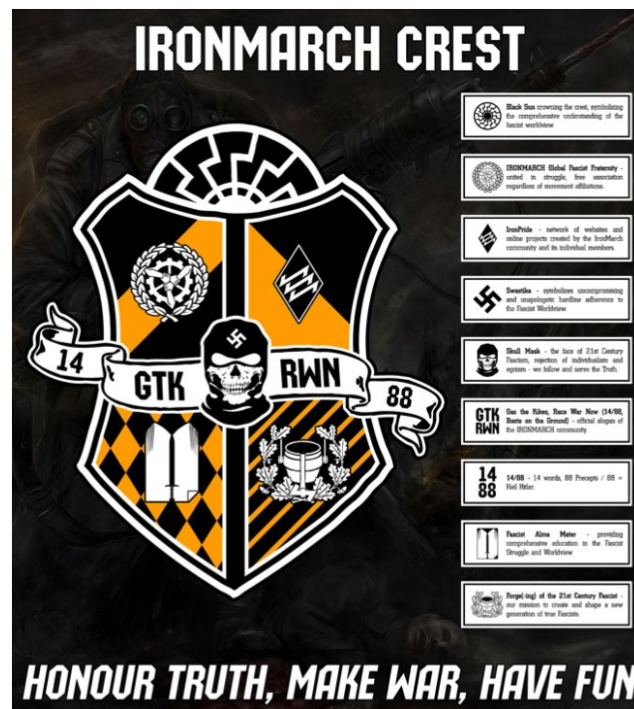 IRONMARCH CREST
14
GTK
RWN
88
Black Sun crowning the crest, symbolizing
the comprehensive understanding of the
fascist worldview
IRONMARCH Global Fascist Fraternity -
united in struggle, free association
regardless of movement affiliations.
IronPride - network of websites and
online projects created by the IronMarch
community and its individual members.
Swastika - symbolizes uncompromising
and unapologetic hardline adherence to
the Fascist Worldview.
Skull Mask - the face of 21st Century
Fascism, rejection of individualism and
egoism - we follow and serve the Truth.
GTK
RWN
Gas the Kikes, Race War Now (14/88,
Boots on the Ground) - official slogan of
the IRONMARCH community.
14
88
14/88 - 14 words, 88 Precepts / 88 =
Heil Hitler.
Fascist Alma Mater - providing
comprehensive education in the Fascist
Struggle and Worldview
Forge(-ing) of the 21st Century Fascist -
our mission to create and shape a new
generation of true Fascists.
HONOUR TRUTH, MAKE WAR, HAVE FUN